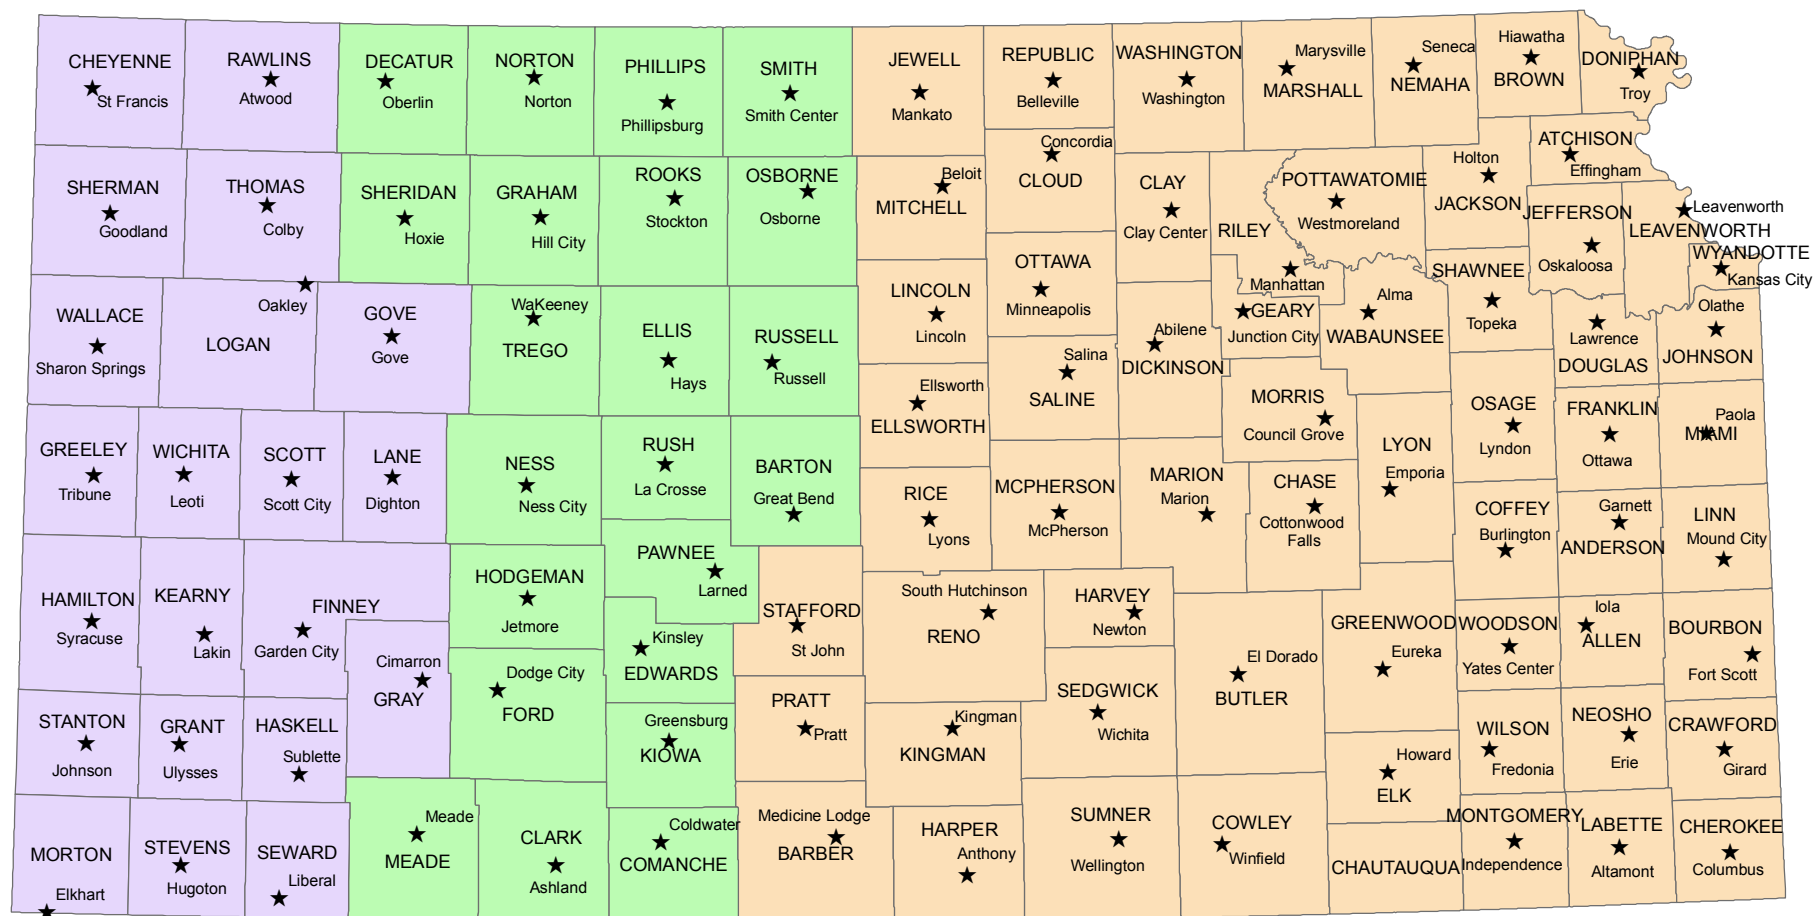 CHEYENNE
St Francis
RAWLINS
Atwood
DECATUR
Oberlin
NORTON
Norton
PHILLIPS
Phillipsburg
SMITH
Smith Center
JEWELL
Mankato
REPUBLIC
Belleville
WASHINGTON
Washington
Marysville
MARSHALL
Seneca
NEMAHA
Hiawatha
BROWN
DONIPHAN
Troy
SHERMAN
Goodland
THOMAS
Colby
SHERIDAN
Hoxie
GRAHAM
Hill City
ROOKS
Stockton
OSBORNE
Osborne
Beloit
MITCHELL
Concordia
CLOUD
CLAY
Clay Center
RILEY
Manhattan
POTTAWATOMIE
Westmoreland
Holton
JACKSON
ATCHISON
Effingham
JEFFERSON
Oskaloosa
Leavenworth
LEAVENWORTH
WYANDOTTE
Kansas City
WALLACE
Sharon Springs
Oakley
LOGAN
GOVE
Gove
WaKeeney
TREGO
ELLIS
Hays
RUSSELL
Russell
LINCOLN
Lincoln
OTTAWA
Minneapolis
Abilene
DICKINSON
GEARY
Junction City
Alma
WABAUNSEE
SHAWNEE
Topeka
Lawrence
DOUGLAS
Olathe
JOHNSON
Ellsworth
ELLSWORTH
Salina
SALINE
MORRIS
Council Grove
GREELEY
Tribune
WICHITA
Leoti
SCOTT
Scott City
LANE
Dighton
NESS
Ness City
RUSH
La Crosse
BARTON
Great Bend
RICE
Lyons
MCPHERSON
McPherson
MARION
Marion
CHASE
Cottonwood
Falls
LYON
Emporia
OSAGE
Lyndon
FRANKLIN
Ottawa
Paola
MIAMI
COFFEY
Burlington
Garnett
ANDERSON
LINN
Mound City
HAMILTON
Syracuse
KEARNY
Lakin
FINNEY
Garden City
HODGEMAN
Jetmore
PAWNEE
Larned
STAFFORD
St John
South Hutchinson
RENO
HARVEY
Newton
Cimarron
GRAY
Dodge City
FORD
Kinsley
EDWARDS
El Dorado
BUTLER
GREENWOOD
Eureka
WOODSON
Yates Center
Iola
ALLEN
BOURBON
Fort Scott
STANTON
Johnson
GRANT
Ulysses
HASKELL
Sublette
Greensburg
KIOWA
PRATT
Pratt
Kingman
KINGMAN
SEDGWICK
Wichita
Howard
ELK
WILSON
Fredonia
NEOSHO
Erie
CRAWFORD
Girard
MORTON
Elkhart
STEVENS
Hugoton
SEWARD
Liberal
Meade
MEADE
CLARK
Ashland
Coldwater
COMANCHE
Medicine Lodge
BARBER
HARPER
Anthony
SUMNER
Wellington
COWLEY
Winfield
CHAUTAUQUA
MONTGOMERY
Independence
LABETTE
Altamont
CHEROKEE
Columbus